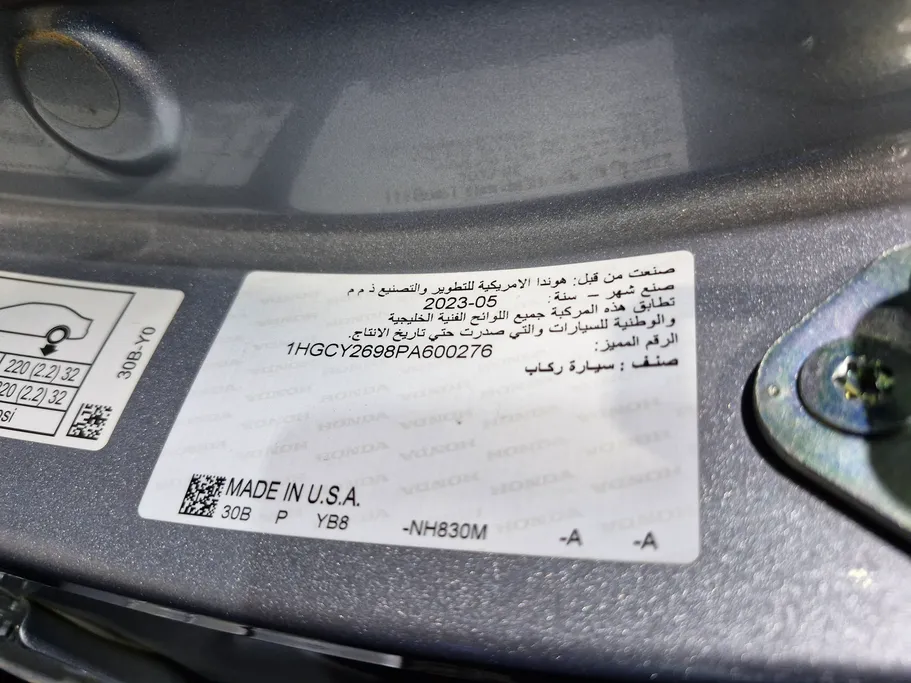 صنعت من قبل: هوندا الامريكية للتطوير والتصنيع ذ م م
صنع شهر – سنة: 2023-05
تطابق هذه المركبة جميع اللوائح الفنية الخليجية
والوطنية للسيارات والتي صدرت حتي تاريخ الانتاج.
الرقم المميز: 1HGCY2698PA600276
صنف : سيارة ركاب
MADE IN U.S.A.
30B P YB8 -NH830M -A -A
30B-Y0
220 (2.2) 32
220 (2.2) 32
HONDA